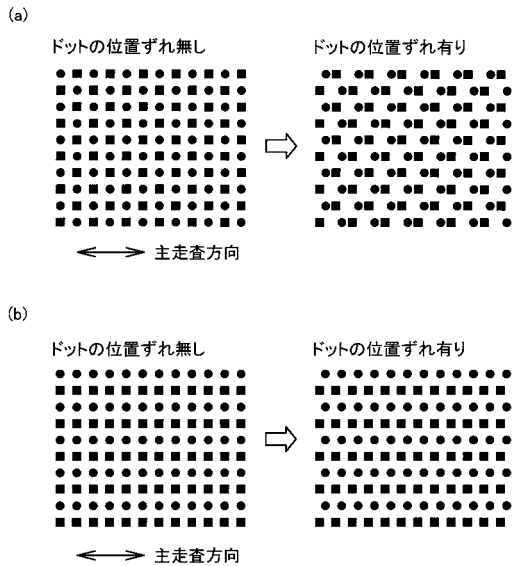 (a)
ドットの位置ずれ無し
ドットの位置ずれ有り
主走査方向
(b)
ドットの位置ずれ無し
ドットの位置ずれ有り
主走査方向